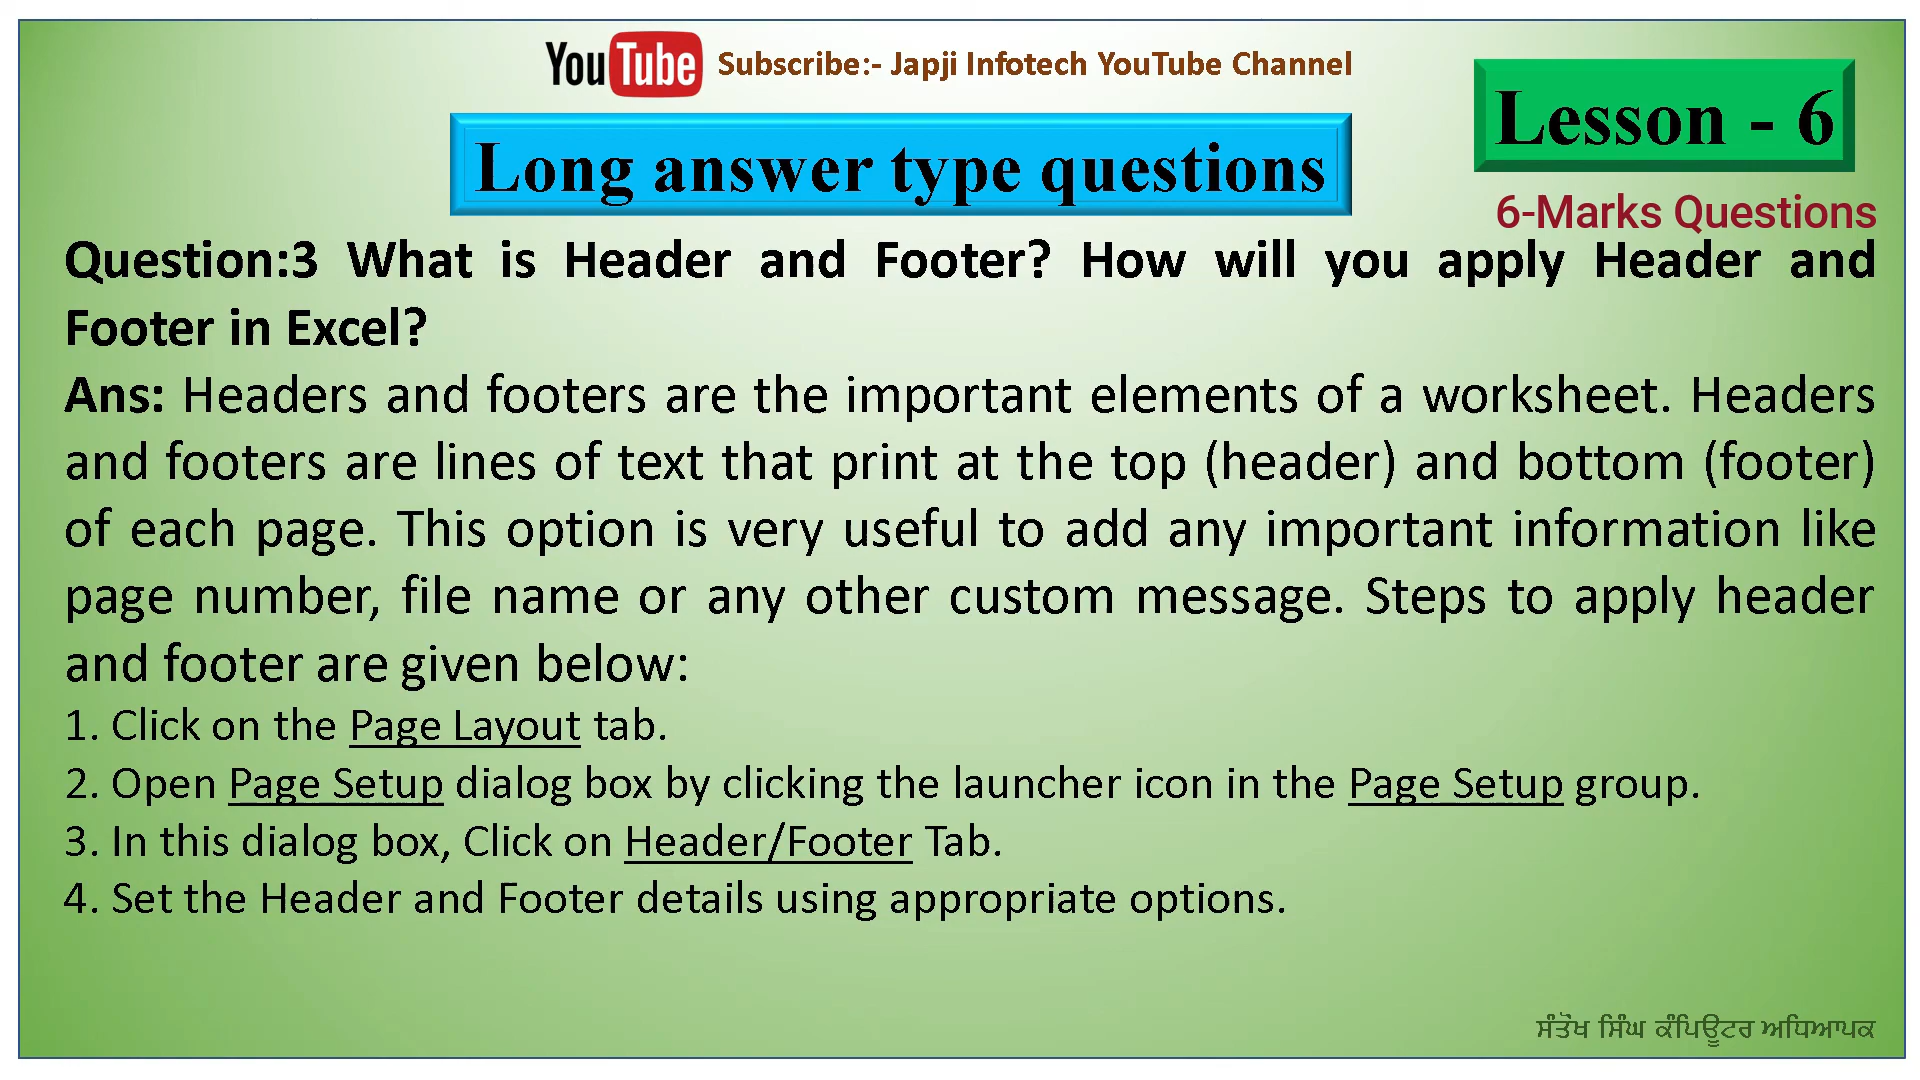 YouTube Subscribe:- Japji Infotech YouTube Channel
Lesson - 6
Long answer type questions
6-Marks Questions
Question:3 What is Header and Footer? How will you apply Header and
Footer in Excel?
Ans: Headers and footers are the important elements of a worksheet. Headers
and footers are lines of text that print at the top (header) and bottom (footer)
of each page. This option is very useful to add any important information like
page number, file name or any other custom message. Steps to apply header
and footer are given below:
1. Click on the Page Layout tab.
2. Open Page Setup dialog box by clicking the launcher icon in the Page Setup group.
3. In this dialog box, Click on Header/Footer Tab.
4. Set the Header and Footer details using appropriate options.
ਸੰਤੋਖ ਸਿੰਘ ਕੰਪਿਊਟਰ ਅਧਿਆਪਕ